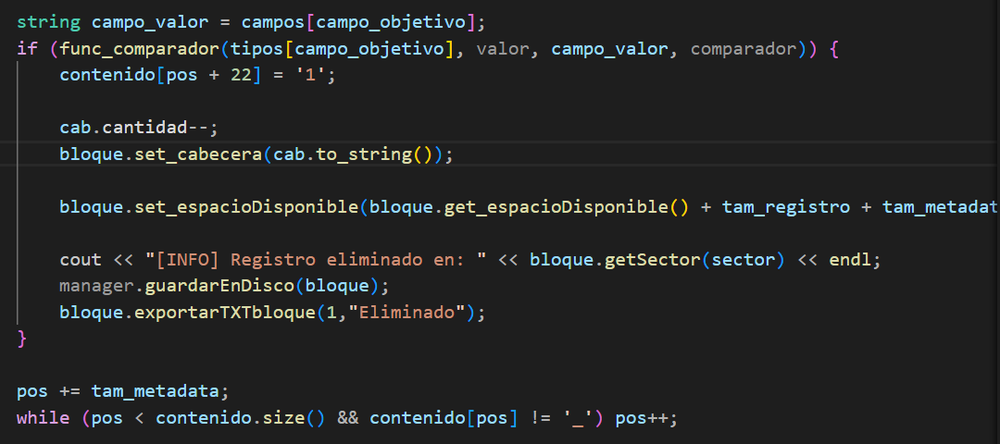 string campo_valor = campos[campo_objetivo];
if (func_comparador(tipos[campo_objetivo], valor, campo_valor, comparador)) {
contenido[pos + 22] = '1';
cab.cantidad--;
bloque.set_cabecera(cab.to_string());
bloque.set_espacioDisponible(bloque.get_espacioDisponible() + tam_registro + tam_metadat
cout << "[INFO] Registro eliminado en: " << bloque.getSector(sector) << endl;
manager.guardarEnDisco(bloque);
bloque.exportarTXTbloque(1,"Eliminado");
}
pos += tam_metadata;
while (pos < contenido.size() && contenido[pos] != '_') pos++;